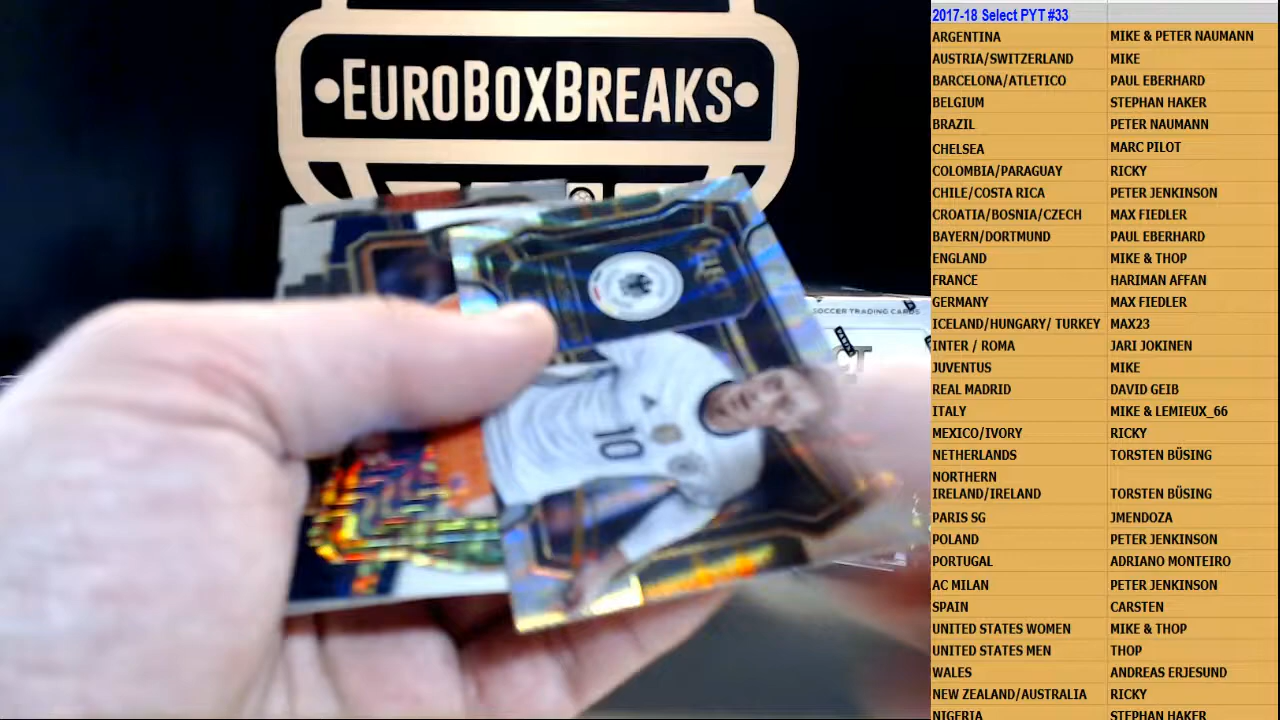 EUROBOXBREAKS
SOCCER TRADING CARDS
PANINI
10
2017-18 Select PYT #33
ARGENTINA MIKE & PETER NAUMANN
AUSTRIA/SWITZERLAND MIKE
BARCELONA/ATLETICO PAUL EBERHARD
BELGIUM STEPHAN HAKER
BRAZIL PETER NAUMANN
CHELSEA MARC PILOT
COLOMBIA/PARAGUAY RICKY
CHILE/COSTA RICA PETER JENKINSON
CROATIA/BOSNIA/CZECH MAX FIEDLER
BAYERN/DORTMUND PAUL EBERHARD
ENGLAND MIKE & THOP
FRANCE HARIMAN AFFAN
GERMANY MAX FIEDLER
ICELAND/HUNGARY/ TURKEY MAX23
INTER / ROMA JARI JOKINEN
JUVENTUS MIKE
REAL MADRID DAVID GEIB
ITALY MIKE & LEMIEUX_66
MEXICO/IVORY RICKY
NETHERLANDS TORSTEN BÜSING
NORTHERN
IRELAND/IRELAND TORSTEN BÜSING
PARIS SG JMENDOZA
POLAND PETER JENKINSON
PORTUGAL ADRIANO MONTEIRO
AC MILAN PETER JENKINSON
SPAIN CARSTEN
UNITED STATES WOMEN MIKE & THOP
UNITED STATES MEN THOP
WALES ANDREAS ERJESUND
NEW ZEALAND/AUSTRALIA RICKY
NIGERIA STEPHAN HAKER